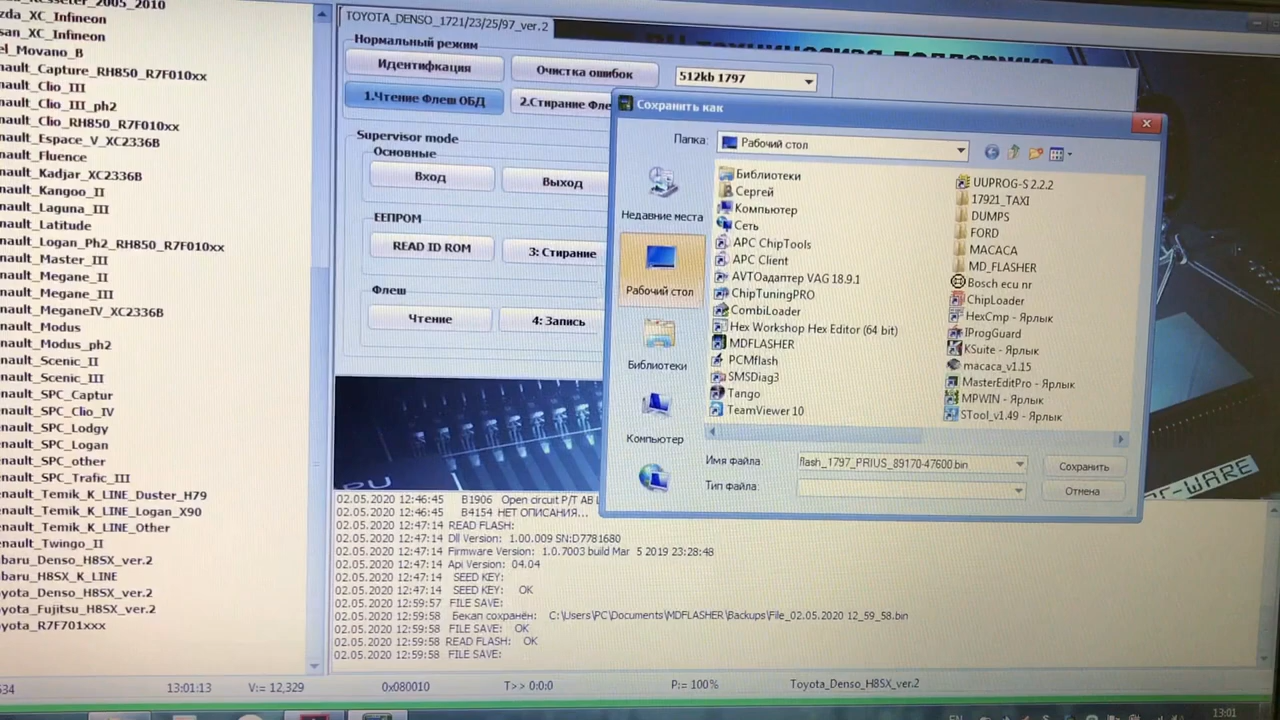 _2005_2010
zda_XC_Infineon
san_XC_Infineon
el_Movano_B
nault_Capture_RH850_R7F010xx
nault_Clio_III
nault_Clio_III_ph2
nault_Clio_RH850_R7F010xx
nault_Espace_V_XC2336B
nault_Fluence
nault_Kadjar_XC2336B
nault_Kangoo_II
nault_Laguna_III
nault_Latitude
nault_Logan_Ph2_RH850_R7F010xx
nault_Master_III
nault_Megane_II
nault_Megane_III
nault_MeganeIV_XC2336B
nault_Modus
nault_Modus_ph2
nault_Scenic_II
nault_Scenic_III
nault_SPC_Captur
nault_SPC_Clio_IV
nault_SPC_Lodgy
nault_SPC_Logan
nault_SPC_other
nault_SPC_Trafic_III
nault_Temik_K_LINE_Duster_H79
nault_Temik_K_LINE_Logan_X90
nault_Temik_K_LINE_Other
nault_Twingo_II
baru_Denso_H8SX_ver.2
baru_H8SX_K_LINE
oyota_Denso_H8SX_ver.2
oyota_Fujitsu_H8SX_ver.2
oyota_R7F701xxx
TOYOTA_DENSO_1721/23/25/97_ver.2
Нормальный режим
Идентифкация
Очистка ошибок
512kb 1797
1.Чтение Флеш ОБД
2.Стирание Фле
Supervisor mode
Основные
Вход
Выход
ЕЕПРОМ
READ ID ROM
3: Стирание
Флеш
Чтение
4: Запись
Сохранить как
Папка:
Рабочий стол
Недавние места
Рабочий стол
Библиотеки
Компьютер
Библиотеки
Сергей
Компьютер
Сеть
APC ChipTools
APC Client
AVTOадаптер VAG 18.9.1
ChipTuningPRO
CombiLoader
Hex Workshop Hex Editor (64 bit)
MDFLASHER
PCMflash
SMSDiag3
Tango
TeamViewer 10
UUPROG-S 2.2.2
17921_TAXI
DUMPS
FORD
MACACA
MD_FLASHER
Bosch ecu nr
ChipLoader
HexCmp - Ярлык
IProgGuard
KSuite - Ярлык
macaca_v1.15
MasterEditPro - Ярлык
MPWIN - Ярлык
STool_v1.49 - Ярлык
Имя файла:
flash_1797_PRIUS_89170-47600.bin
Сохранить
Тип файла:
Отмена
02.05.2020 12:46:45 B1906 Open circuit P/T AB L
02.05.2020 12:46:45 B4154 НЕТ ОПИСАНИЯ...
02.05.2020 12:47:14 READ FLASH:
02.05.2020 12:47:14 Dll Version: 1.00.009 SN:D7781680
02.05.2020 12:47:14 Firmware Version: 1.0.7003 build Mar 5 2019 23:28:48
02.05.2020 12:47:14 Api Version: 04.04
02.05.2020 12:47:14 SEED KEY:
02.05.2020 12:47:14 SEED KEY: OK
02.05.2020 12:59:57 FILE SAVE:
02.05.2020 12:59:58 Бекап сохранён: C:\Users\PC\Documents\MDFLASHER\Backups\File_02.05.2020 12_59_58.bin
02.05.2020 12:59:58 FILE SAVE: OK
02.05.2020 12:59:58 READ FLASH: OK
02.05.2020 12:59:58 FILE SAVE:
534 13:01:13 V:= 12,329 0x080010 T>> 0:0:0 P:= 100% Toyota_Denso_H8SX_ver.2
EN 13:01